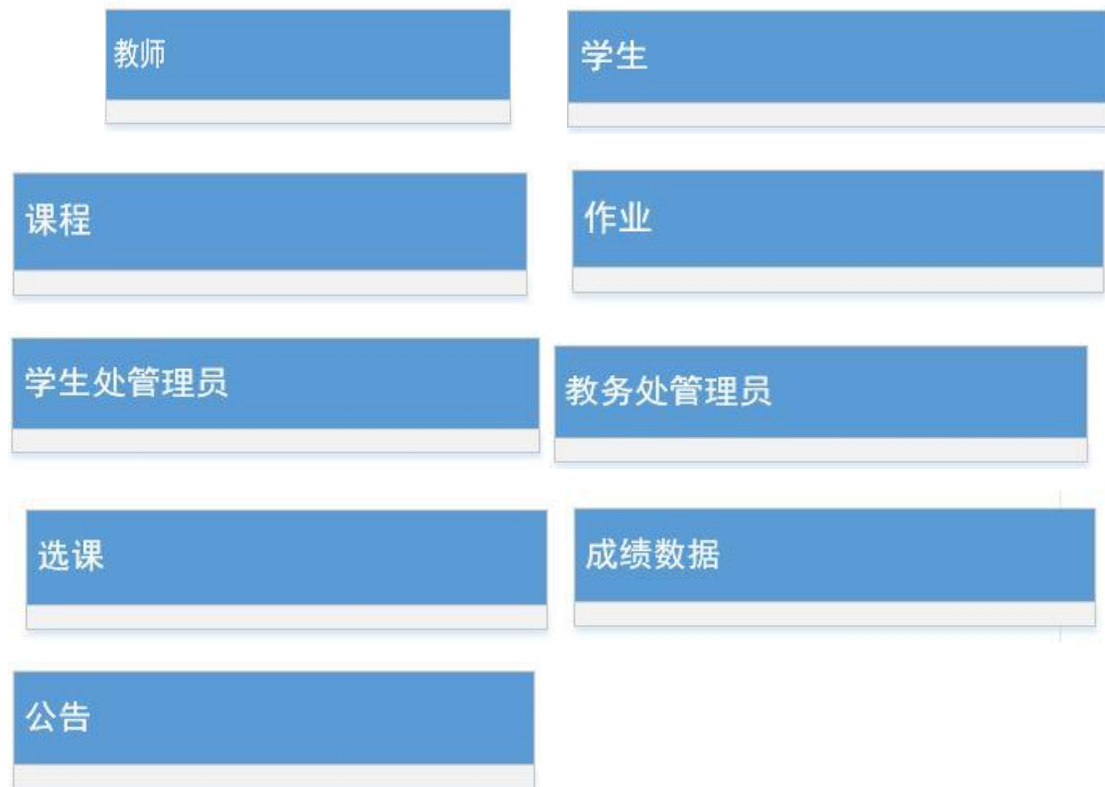 教师
学生
课程
作业
学生处管理员
教务处管理员
选课
成绩数据
公告